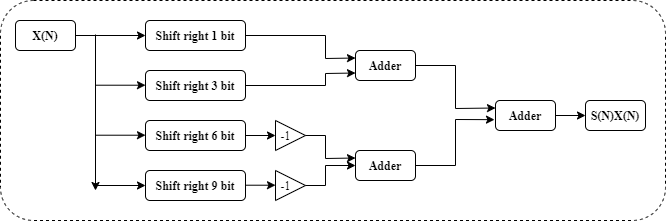 X(N)
Shift right 1 bit
Shift right 3 bit
Adder
Adder
S(N)X(N)
Shift right 6 bit
-1
Adder
Shift right 9 bit
-1